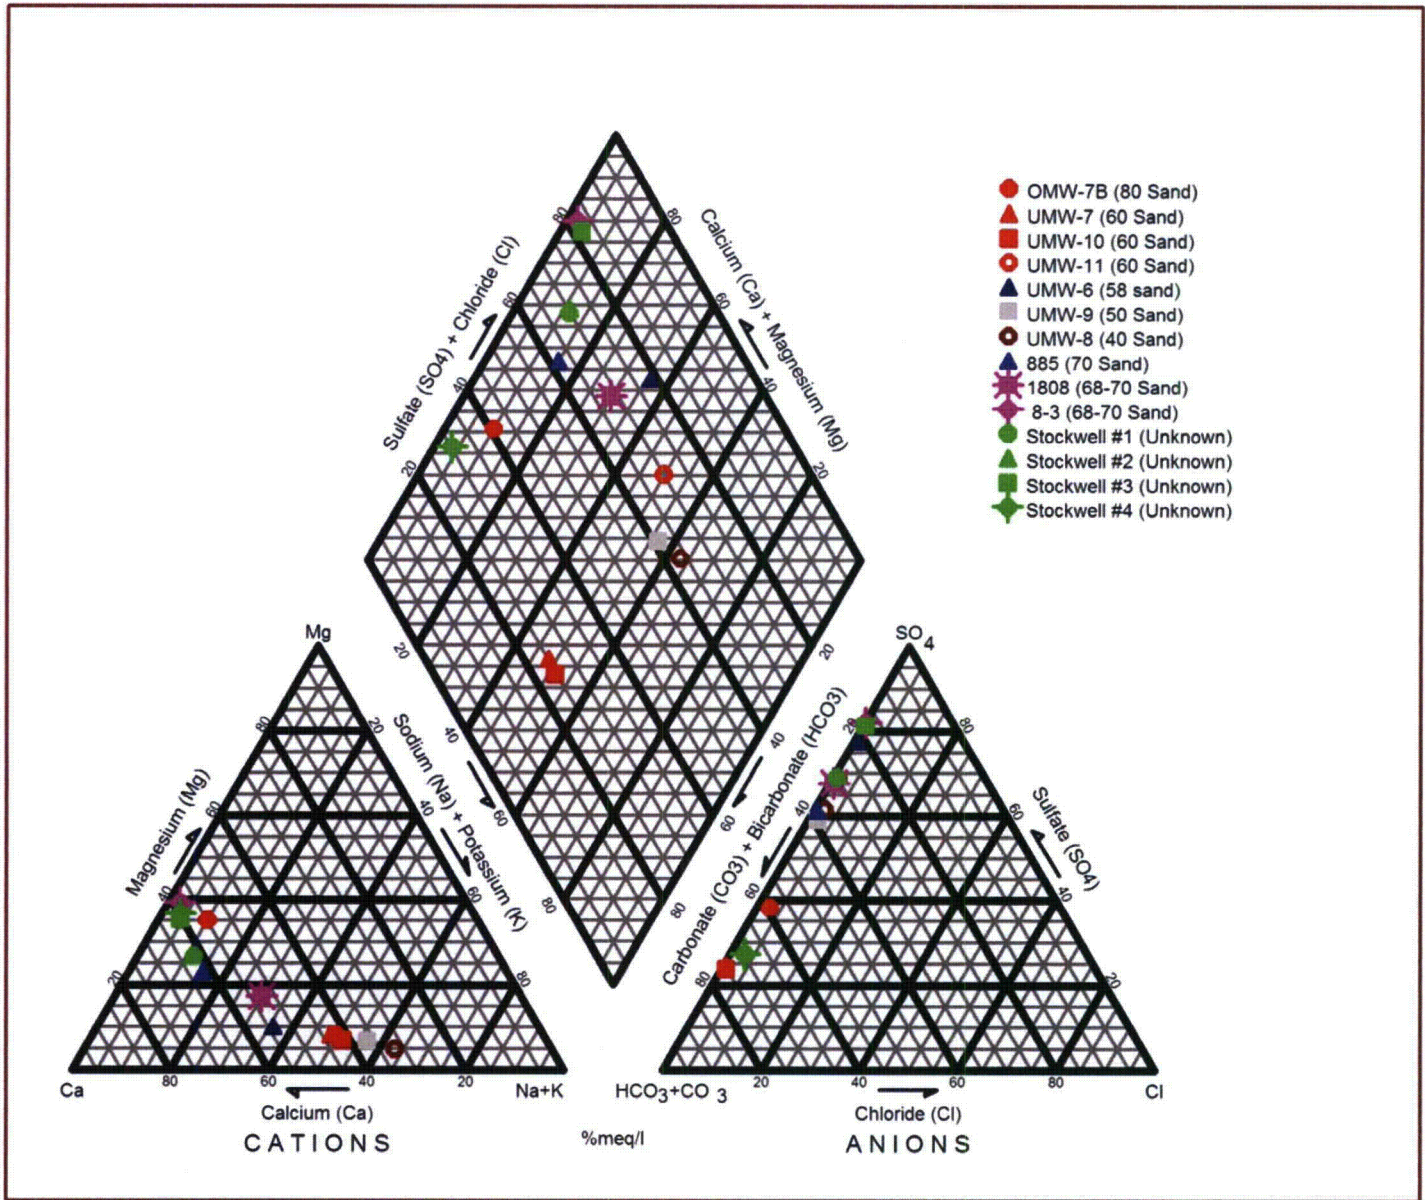 OMW-7B (80 Sand)
UMW-7 (60 Sand)
UMW-10 (60 Sand)
UMW-11 (60 Sand)
UMW-6 (58 sand)
UMW-9 (50 Sand)
UMW-8 (40 Sand)
885 (70 Sand)
1808 (68-70 Sand)
8-3 (68-70 Sand)
Stockwell #1 (Unknown)
Stockwell #2 (Unknown)
Stockwell #3 (Unknown)
Stockwell #4 (Unknown)
80
60
40
20
Sulfate (SO4) + Chloride (Cl)
80
60
40
20
Calcium (Ca) + Magnesium (Mg)
20
40
60
80
Sodium (Na) + Potassium (K)
20
40
60
80
Carbonate (CO3) + Bicarbonate (HCO3)
Mg
80
60
40
20
Magnesium (Mg)
20
40
60
80
Ca
80
60
40
20
Na+K
Calcium (Ca)
CATIONS
%meq/l
SO4
20
40
60
80
80
60
40
20
Sulfate (SO4)
HCO3+CO3
20
40
60
80
Cl
Chloride (Cl)
ANIONS